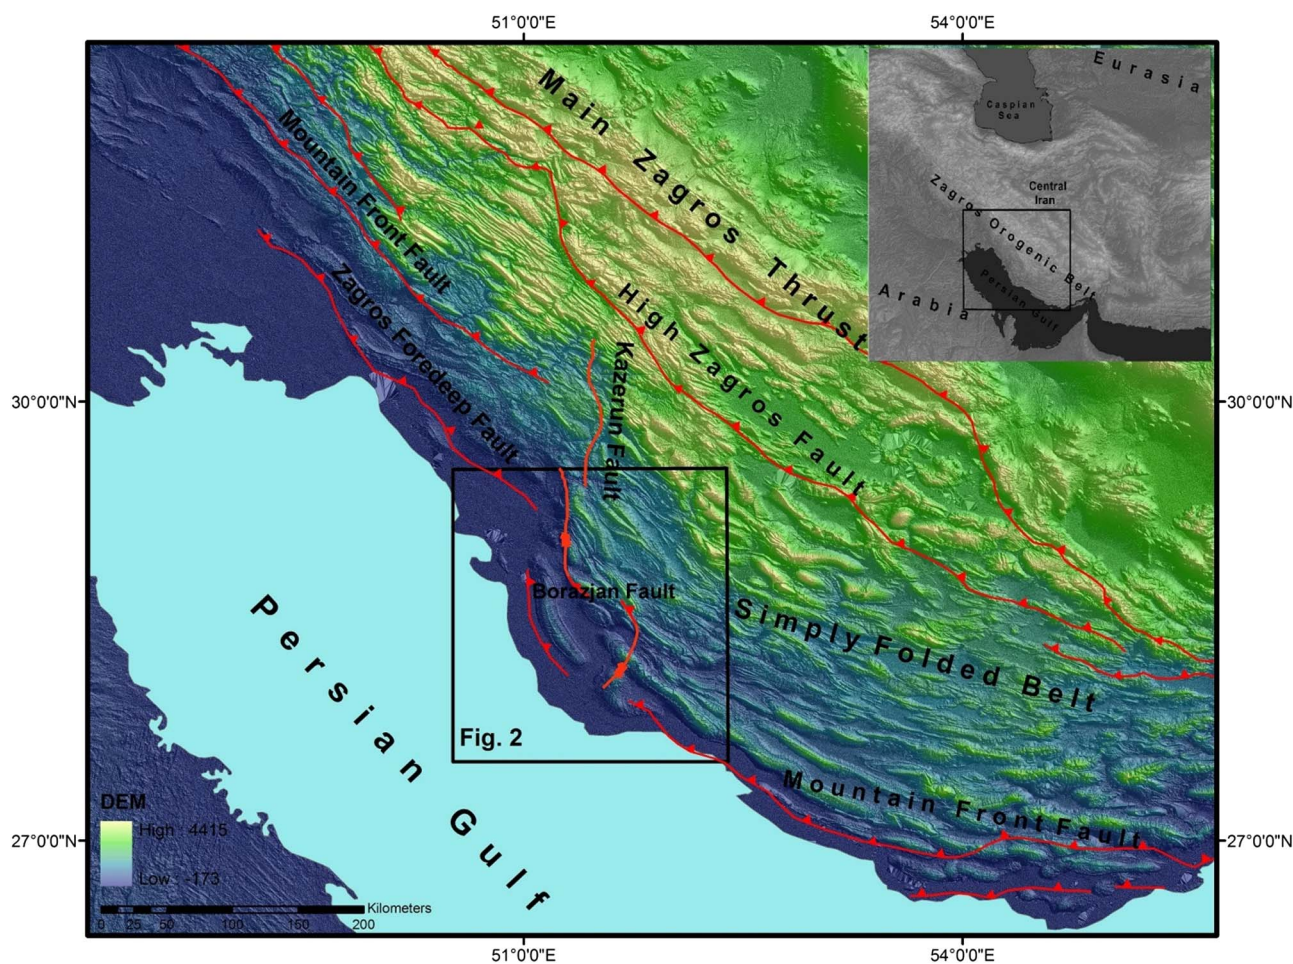 51°0'0"E
54°0'0"E
Eurasia
Caspian
Sea
Central
Iran
Zagros Orogenic Belt
Persian Gulf
Arabia
Main Zagros Thrust
Mountain Front Fault
Zagros Foredeep Fault
High Zagros Fault
Kazerun Fault
30°0'0"N
30°0'0"N
Borazjan Fault
Simply Folded Belt
Fig. 2
Persian Gulf
Mountain Front Fault
DEM
High : 4415
Low : -173
27°0'0"N
27°0'0"N
Kilometers
0 25 50 100 150 200
51°0'0"E
54°0'0"E